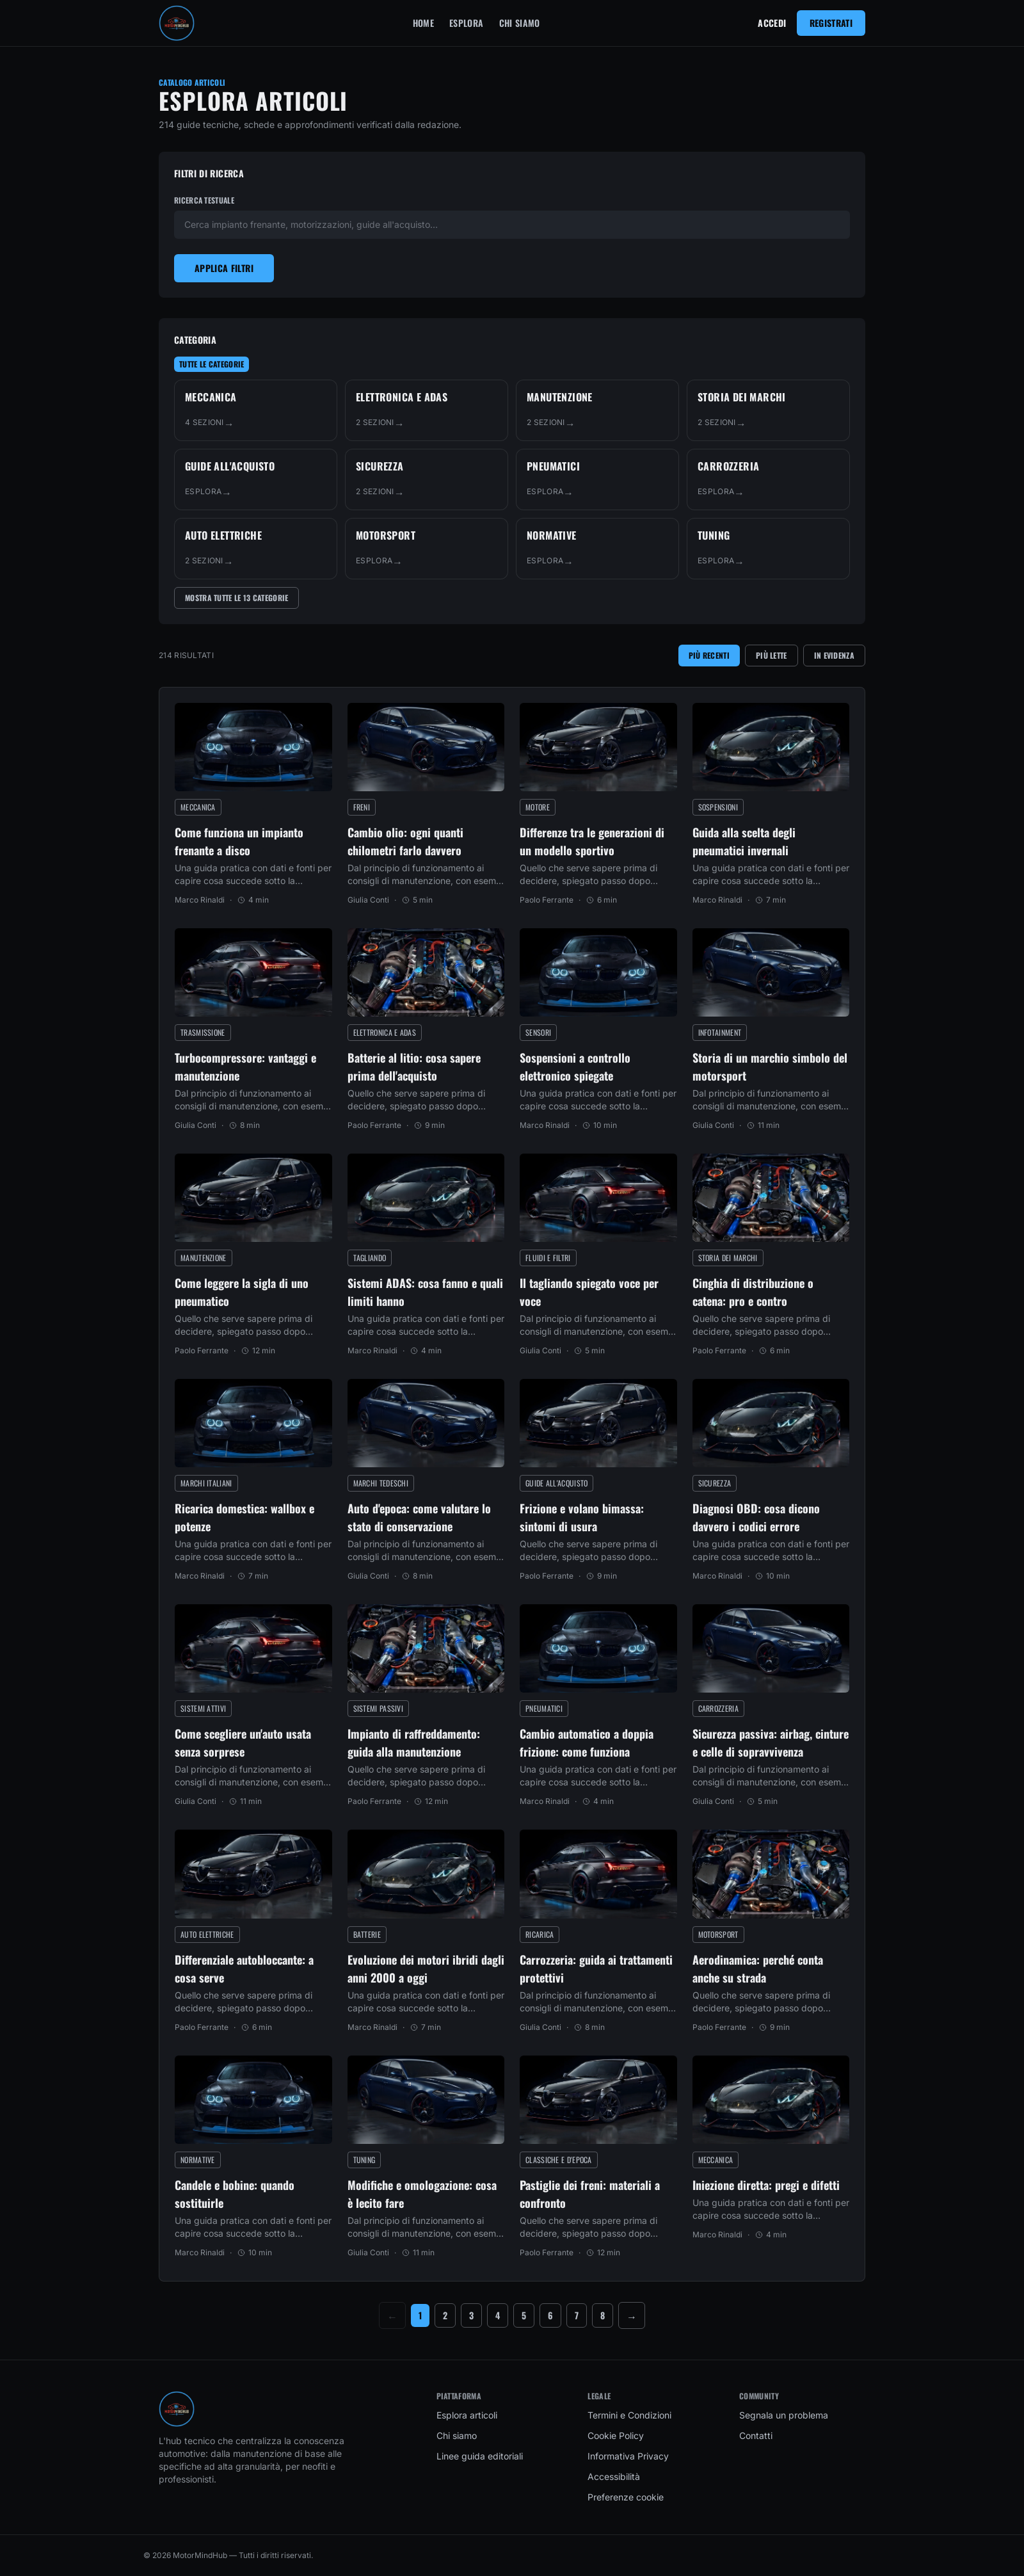 HOME
ESPLORA
CHI SIAMO
ACCEDI
REGISTRATI
CATALOGO ARTICOLI
ESPLORA ARTICOLI
214 guide tecniche, schede e approfondimenti verificati dalla redazione.
FILTRI DI RICERCA
RICERCA TESTUALE
Cerca impianto frenante, motorizzazioni, guide all'acquisto...
APPLICA FILTRI
CATEGORIA
TUTTE LE CATEGORIE
MECCANICA
4 SEZIONI →
ELETTRONICA E ADAS
2 SEZIONI →
MANUTENZIONE
2 SEZIONI →
STORIA DEI MARCHI
2 SEZIONI →
GUIDE ALL'ACQUISTO
ESPLORA →
SICUREZZA
2 SEZIONI →
PNEUMATICI
ESPLORA →
CARROZZERIA
ESPLORA →
AUTO ELETTRICHE
2 SEZIONI →
MOTORSPORT
ESPLORA →
NORMATIVE
ESPLORA →
TUNING
ESPLORA →
MOSTRA TUTTE LE 13 CATEGORIE
214 RISULTATI
PIÙ RECENTI
PIÙ LETTE
IN EVIDENZA
MECCANICA
Come funziona un impianto
frenante a disco
Una guida pratica con dati e fonti per
capire cosa succede sotto la...
Marco Rinaldi · 4 min
FRENI
Cambio olio: ogni quanti
chilometri farlo davvero
Dal principio di funzionamento ai
consigli di manutenzione, con esem...
Giulia Conti · 5 min
MOTORE
Differenze tra le generazioni di
un modello sportivo
Quello che serve sapere prima di
decidere, spiegato passo dopo...
Paolo Ferrante · 6 min
SOSPENSIONI
Guida alla scelta degli
pneumatici invernali
Una guida pratica con dati e fonti per
capire cosa succede sotto la...
Marco Rinaldi · 7 min
TRASMISSIONE
Turbocompressore: vantaggi e
manutenzione
Dal principio di funzionamento ai
consigli di manutenzione, con esem...
Giulia Conti · 8 min
ELETTRONICA E ADAS
Batterie al litio: cosa sapere
prima dell'acquisto
Quello che serve sapere prima di
decidere, spiegato passo dopo...
Paolo Ferrante · 9 min
SENSORI
Sospensioni a controllo
elettronico spiegate
Una guida pratica con dati e fonti per
capire cosa succede sotto la...
Marco Rinaldi · 10 min
INFOTAINMENT
Storia di un marchio simbolo del
motorsport
Dal principio di funzionamento ai
consigli di manutenzione, con esem...
Giulia Conti · 11 min
MANUTENZIONE
Come leggere la sigla di uno
pneumatico
Quello che serve sapere prima di
decidere, spiegato passo dopo...
Paolo Ferrante · 12 min
TAGLIANDO
Sistemi ADAS: cosa fanno e quali
limiti hanno
Una guida pratica con dati e fonti per
capire cosa succede sotto la...
Marco Rinaldi · 4 min
FLUIDI E FILTRI
Il tagliando spiegato voce per
voce
Dal principio di funzionamento ai
consigli di manutenzione, con esem...
Giulia Conti · 5 min
STORIA DEI MARCHI
Cinghia di distribuzione o
catena: pro e contro
Quello che serve sapere prima di
decidere, spiegato passo dopo...
Paolo Ferrante · 6 min
MARCHI ITALIANI
Ricarica domestica: wallbox e
potenze
Una guida pratica con dati e fonti per
capire cosa succede sotto la...
Marco Rinaldi · 7 min
MARCHI TEDESCHI
Auto d'epoca: come valutare lo
stato di conservazione
Dal principio di funzionamento ai
consigli di manutenzione, con esem...
Giulia Conti · 8 min
GUIDE ALL'ACQUISTO
Frizione e volano bimassa:
sintomi di usura
Quello che serve sapere prima di
decidere, spiegato passo dopo...
Paolo Ferrante · 9 min
SICUREZZA
Diagnosi OBD: cosa dicono
davvero i codici errore
Una guida pratica con dati e fonti per
capire cosa succede sotto la...
Marco Rinaldi · 10 min
SISTEMI ATTIVI
Come scegliere un'auto usata
senza sorprese
Dal principio di funzionamento ai
consigli di manutenzione, con esem...
Giulia Conti · 11 min
SISTEMI PASSIVI
Impianto di raffreddamento:
guida alla manutenzione
Quello che serve sapere prima di
decidere, spiegato passo dopo...
Paolo Ferrante · 12 min
PNEUMATICI
Cambio automatico a doppia
frizione: come funziona
Una guida pratica con dati e fonti per
capire cosa succede sotto la...
Marco Rinaldi · 4 min
CARROZZERIA
Sicurezza passiva: airbag, cinture
e celle di sopravvivenza
Dal principio di funzionamento ai
consigli di manutenzione, con esem...
Giulia Conti · 5 min
AUTO ELETTRICHE
Differenziale autobloccante: a
cosa serve
Quello che serve sapere prima di
decidere, spiegato passo dopo...
Paolo Ferrante · 6 min
BATTERIE
Evoluzione dei motori ibridi dagli
anni 2000 a oggi
Una guida pratica con dati e fonti per
capire cosa succede sotto la...
Marco Rinaldi · 7 min
RICARICA
Carrozzeria: guida ai trattamenti
protettivi
Dal principio di funzionamento ai
consigli di manutenzione, con esem...
Giulia Conti · 8 min
MOTORSPORT
Aerodinamica: perché conta
anche su strada
Quello che serve sapere prima di
decidere, spiegato passo dopo...
Paolo Ferrante · 9 min
NORMATIVE
Candele e bobine: quando
sostituirle
Una guida pratica con dati e fonti per
capire cosa succede sotto la...
Marco Rinaldi · 10 min
TUNING
Modifiche e omologazione: cosa
è lecito fare
Dal principio di funzionamento ai
consigli di manutenzione, con esem...
Giulia Conti · 11 min
CLASSICHE E D'EPOCA
Pastiglie dei freni: materiali a
confronto
Quello che serve sapere prima di
decidere, spiegato passo dopo...
Paolo Ferrante · 12 min
MECCANICA
Iniezione diretta: pregi e difetti
Una guida pratica con dati e fonti per
capire cosa succede sotto la...
Marco Rinaldi · 4 min
← 1 2 3 4 5 6 7 8 →
L'hub tecnico che centralizza la conoscenza
automotive: dalla manutenzione di base alle
specifiche ad alta granularità, per neofiti e
professionisti.
PIATTAFORMA
Esplora articoli
Chi siamo
Linee guida editoriali
LEGALE
Termini e Condizioni
Cookie Policy
Informativa Privacy
Accessibilità
Preferenze cookie
COMMUNITY
Segnala un problema
Contatti
© 2026 MotorMindHub — Tutti i diritti riservati.